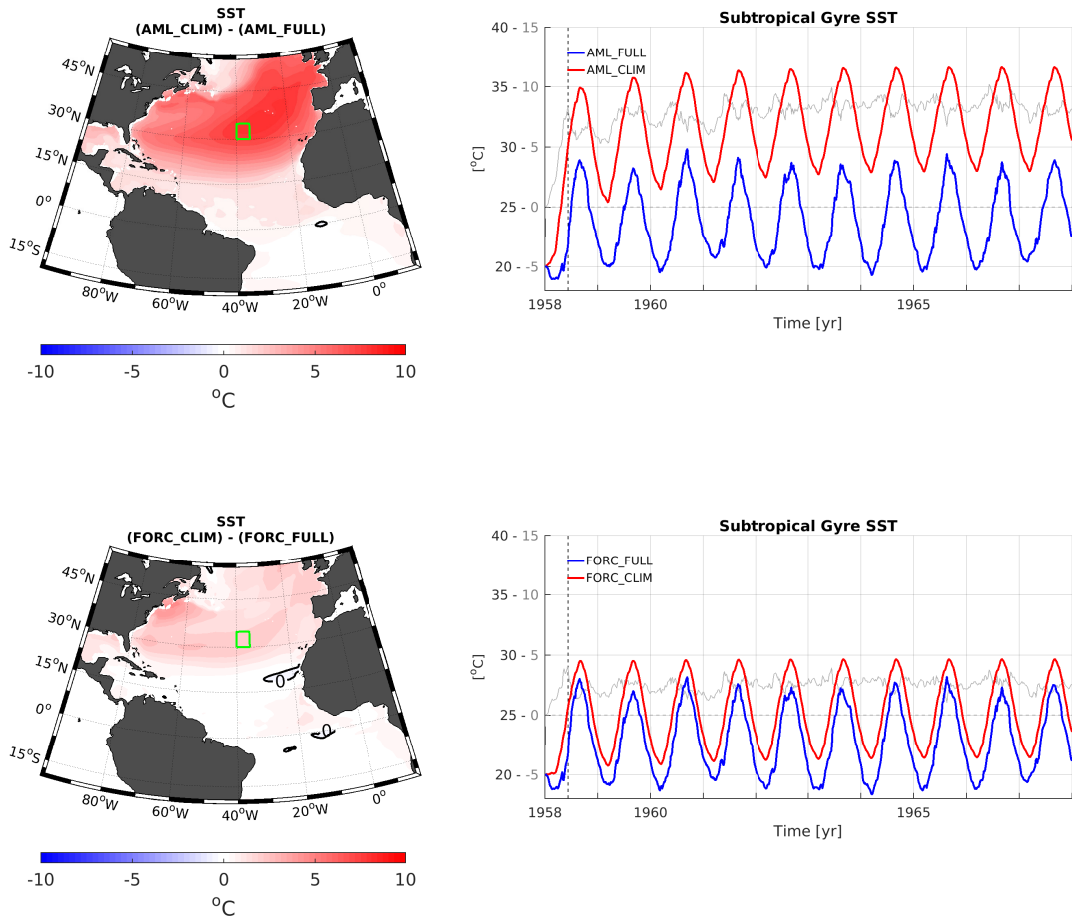 SST
(AML_CLIM) - (AML_FULL)
45°N
30°N
15°N
0°
15°S
80°W
60°W
40°W
20°W
0°
-10
-5
0
5
10
°C
Subtropical Gyre SST
40 - 15
35 - 10
30 - 5
25 - 0
20 - -5
[°C]
AML_FULL
AML_CLIM
1958
1960
1965
Time [yr]
SST
(FORC_CLIM) - (FORC_FULL)
45°N
30°N
15°N
0°
15°S
0
0
80°W
60°W
40°W
20°W
0°
-10
-5
0
5
10
°C
Subtropical Gyre SST
40 - 15
35 - 10
30 - 5
25 - 0
20 - -5
[°C]
FORC_FULL
FORC_CLIM
1958
1960
1965
Time [yr]